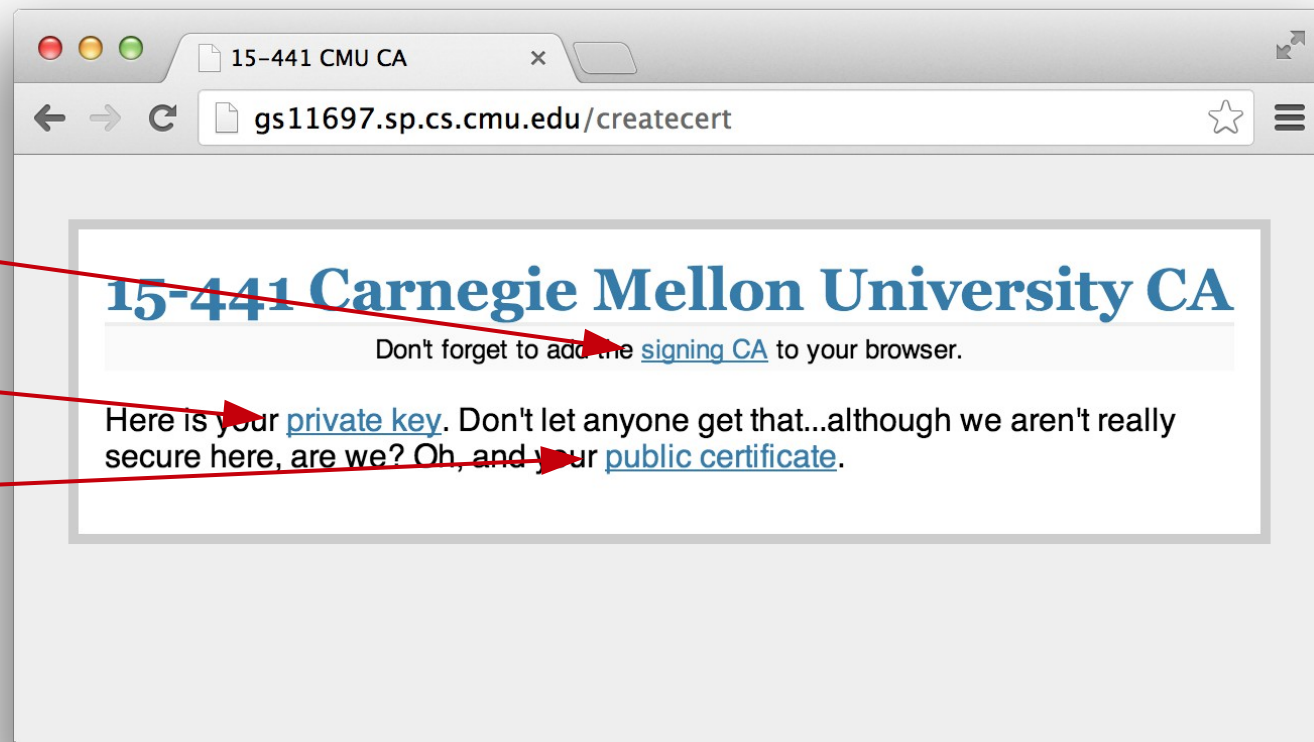 15-441 CMU CA
gs11697.sp.cs.cmu.edu/createcert
15-441 Carnegie Mellon University CA
Don't forget to add the signing CA to your browser.
Here is your private key. Don't let anyone get that...although we aren't really
secure here, are we? Oh, and your public certificate.